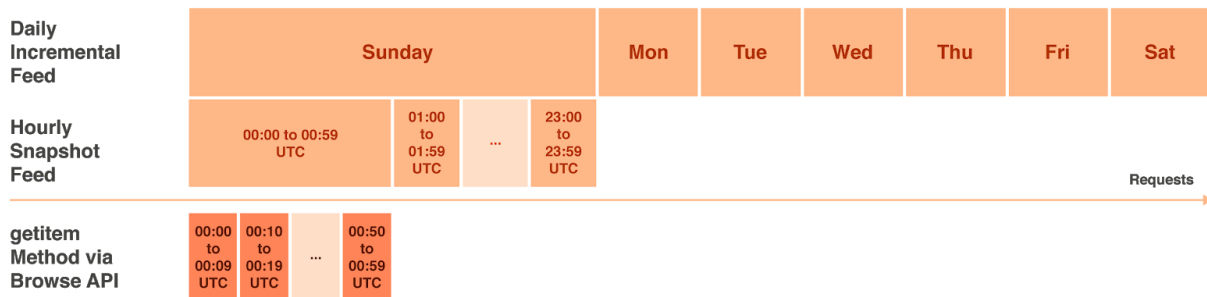 Daily
Incremental
Feed
Sunday
Mon
Tue
Wed
Thu
Fri
Sat
Hourly
Snapshot
Feed
00:00 to 00:59
UTC
01:00
to
01:59
UTC
...
23:00
to
23:59
UTC
Requests
getitem
Method via
Browse API
00:00
to
00:09
UTC
00:10
to
00:19
UTC
...
00:50
to
00:59
UTC